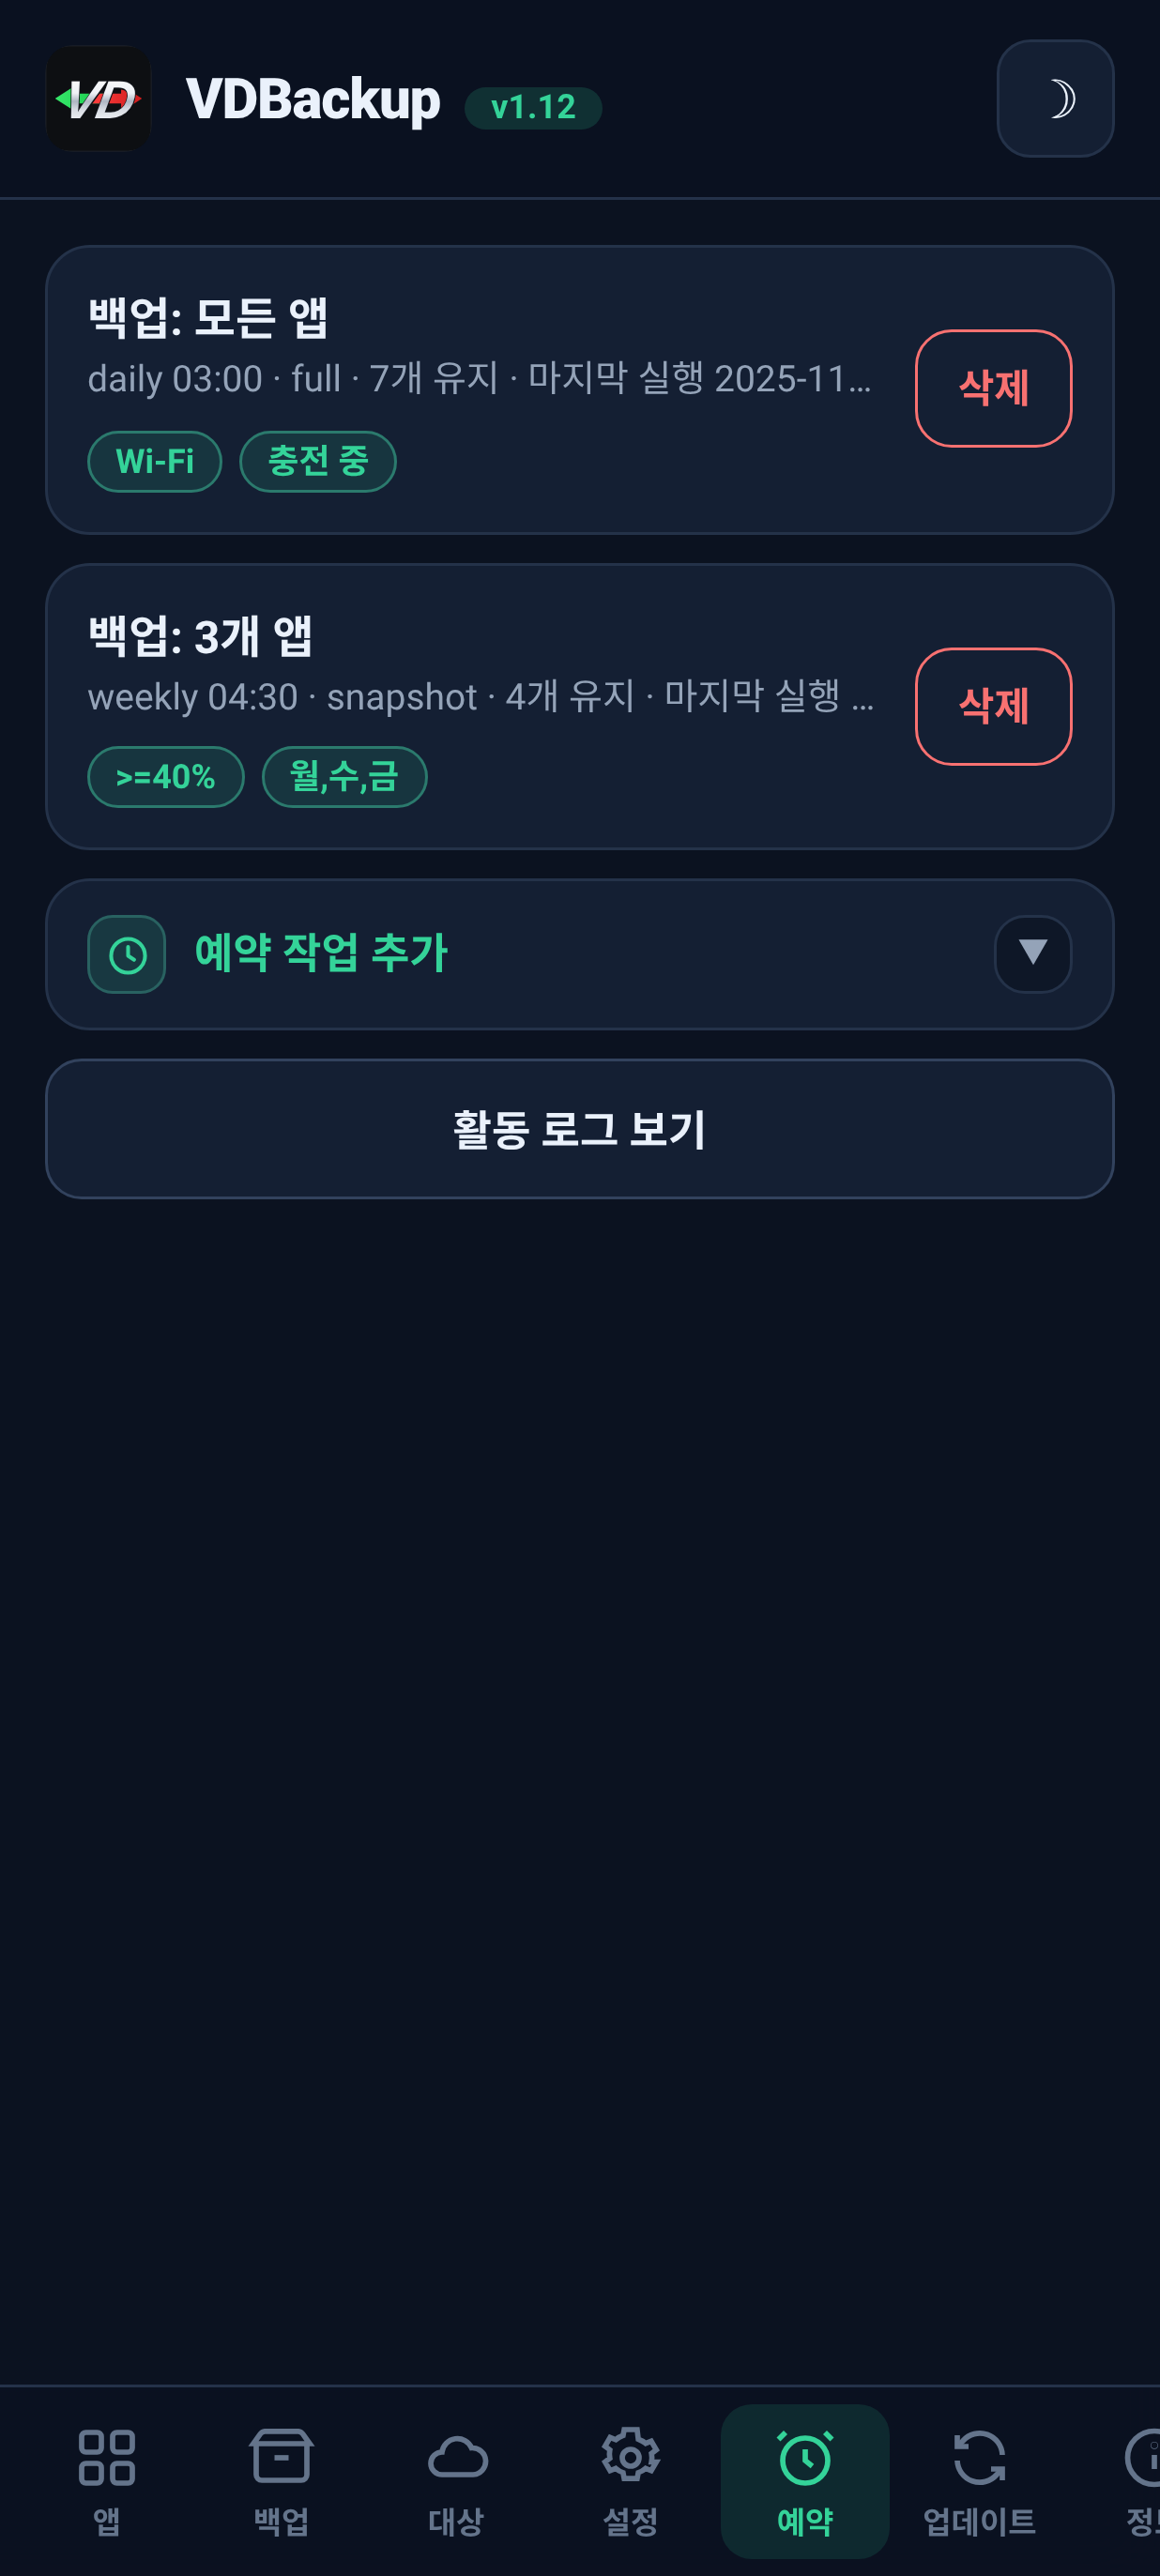 VD
VDBackup v1.12
백업: 모든 앱
daily 03:00 · full · 7개 유지 · 마지막 실행 2025-11…
Wi-Fi 충전 중
삭제
백업: 3개 앱
weekly 04:30 · snapshot · 4개 유지 · 마지막 실행 …
>=40% 월,수,금
삭제
예약 작업 추가
활동 로그 보기
앱 백업 대상 설정 예약 업데이트